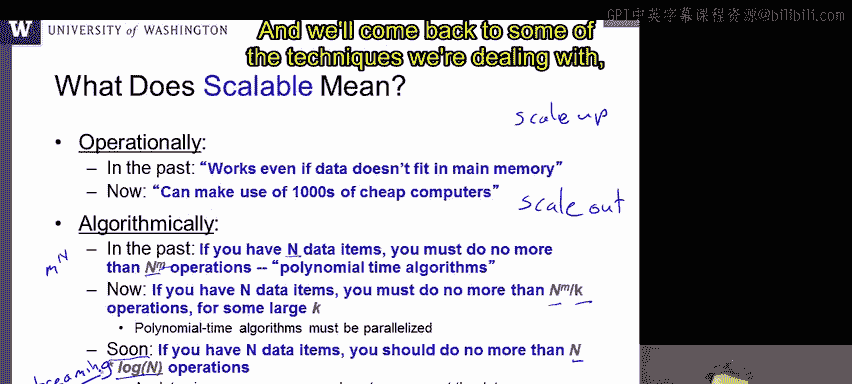 GPT中英字幕课程资源@bilibili.com
W UNIVERSITY of WASHINGTON
And we'll come back to some of
the techniques we're dealing with,
What Does Scalable Mean?
scale up
• Operationally:
– In the past: “Works even if data doesn’t fit in main memory”
– Now: “Can make use of 1000s of cheap computers”
scale out
• Algorithmically:
– In the past: If you have N data items, you must do no more
m^N
than N^m operations -- “polynomial time algorithms”
– Now: If you have N data items, you must do no more than N^m/k
operations, for some large k
• Polynomial-time algorithms must be parallelized
– Soon: If you have N data items, you should do no more than N
log(N) operations